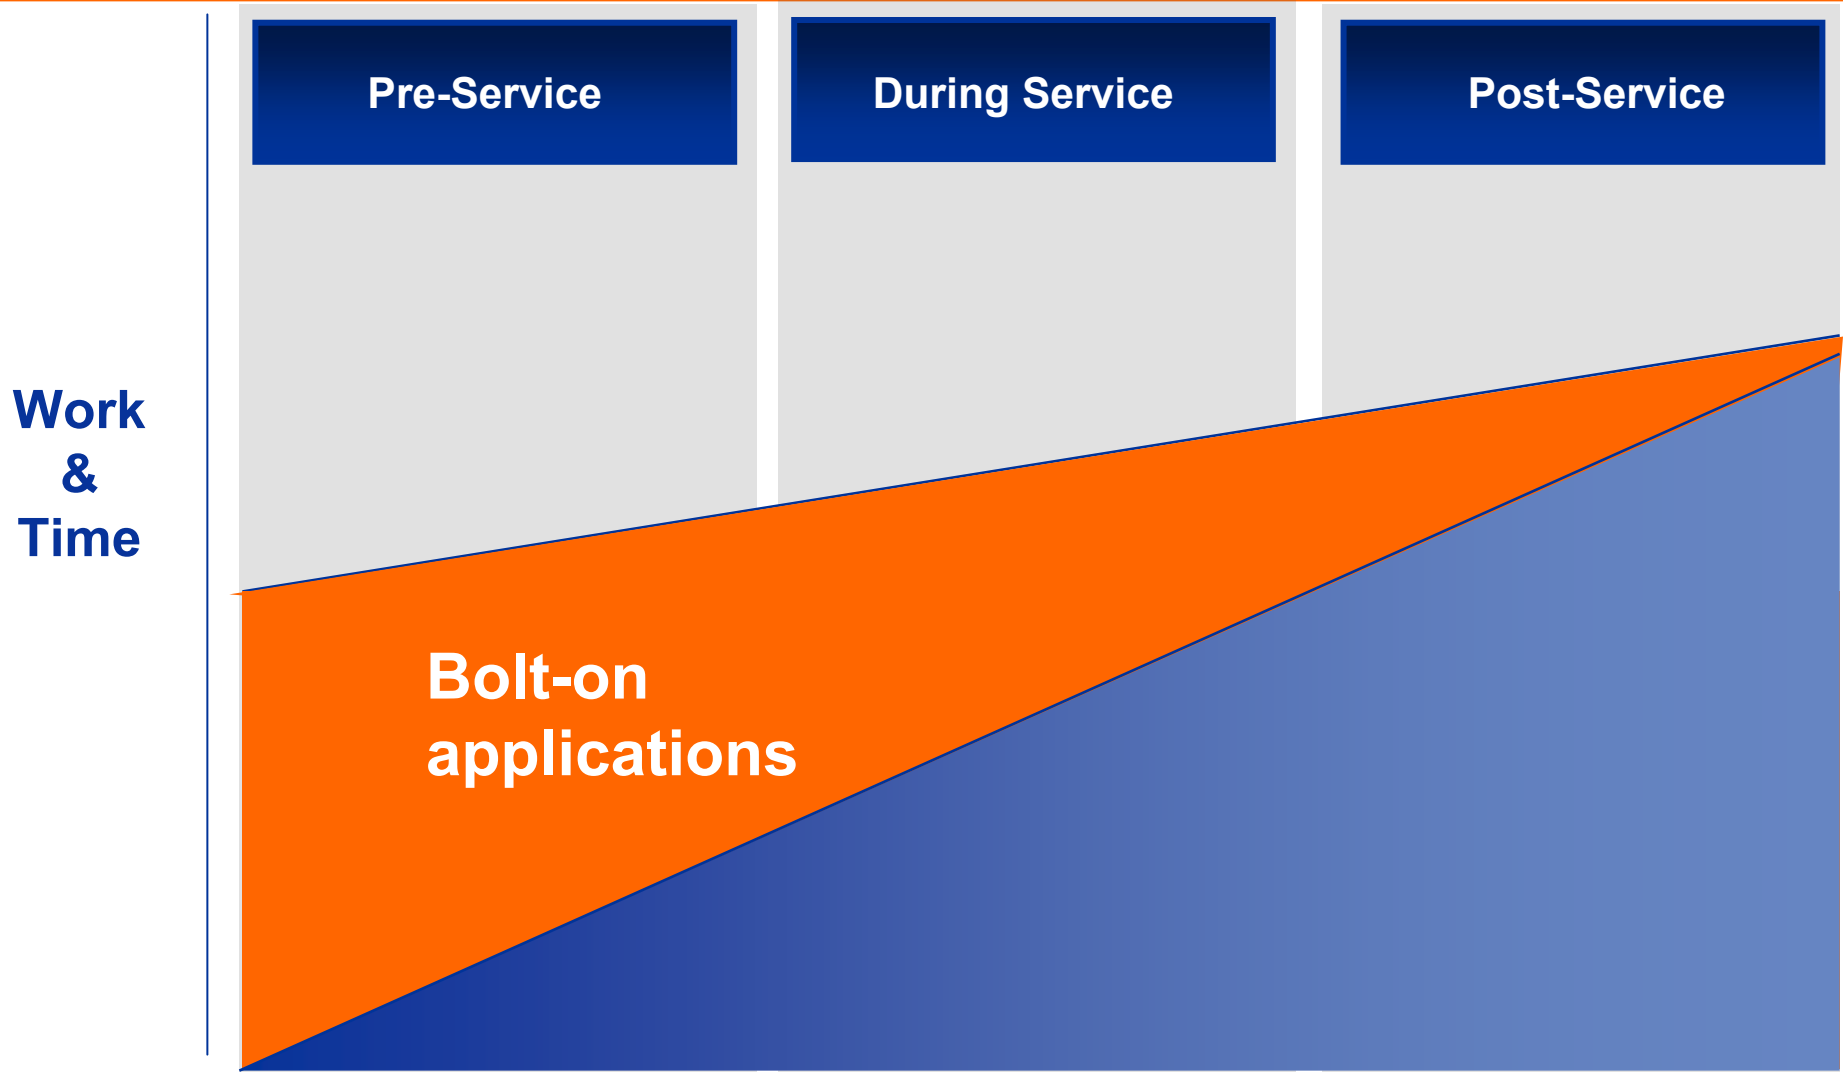 Pre-Service
During Service
Post-Service
Work
&
Time
Bolt-on
applications